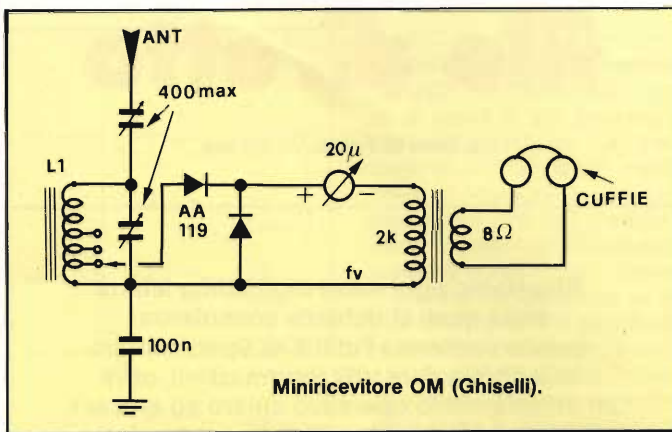 ANT
400 max
L1
20μ
+ −
AA
119
2k
8Ω
CUFFIE
fv
100n
Miniricevitore OM (Ghiselli).